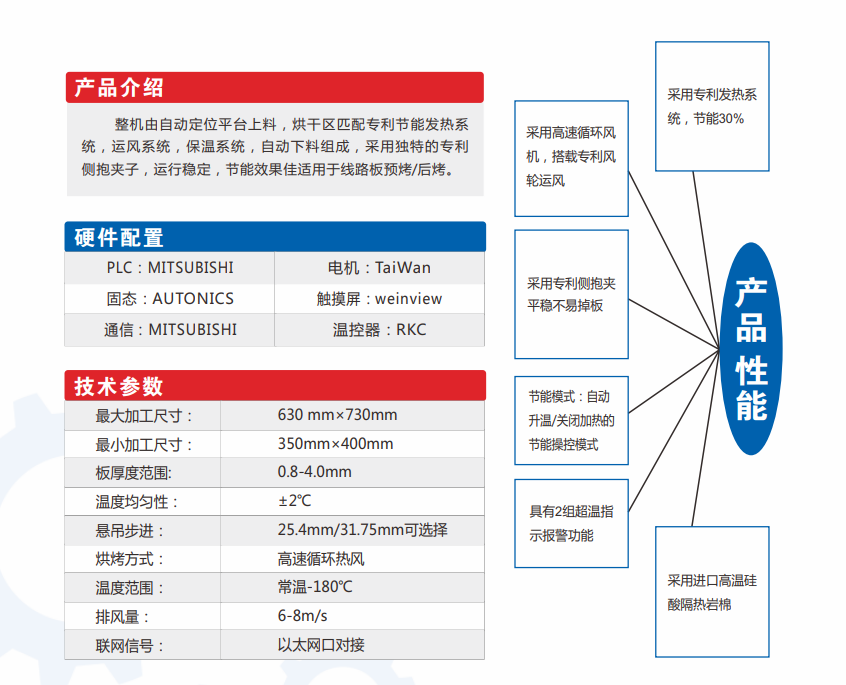 产品介绍
整机由自动定位平台上料，烘干区匹配专利节能发热系
统，运风系统，保温系统，自动下料组成，采用独特的专利
侧抱夹子，运行稳定，节能效果佳适用于线路板预烤/后烤。
硬件配置
PLC：MITSUBISHI 电机：TaiWan
固态：AUTONICS 触摸屏：weinview
通信：MITSUBISHI 温控器：RKC
技术参数
最大加工尺寸： 630 mm×730mm
最小加工尺寸： 350mm×400mm
板厚度范围: 0.8-4.0mm
温度均匀性： ±2℃
悬吊步进： 25.4mm/31.75mm可选择
烘烤方式： 高速循环热风
温度范围： 常温-180℃
排风量： 6-8m/s
联网信号： 以太网口对接
采用专利发热系
统，节能30%
采用高速循环风
机，搭载专利风
轮运风
采用专利侧抱夹
平稳不易掉板
节能模式：自动
升温/关闭加热的
节能操控模式
具有2组超温指
示报警功能
采用进口高温硅
酸隔热岩棉
产品性能